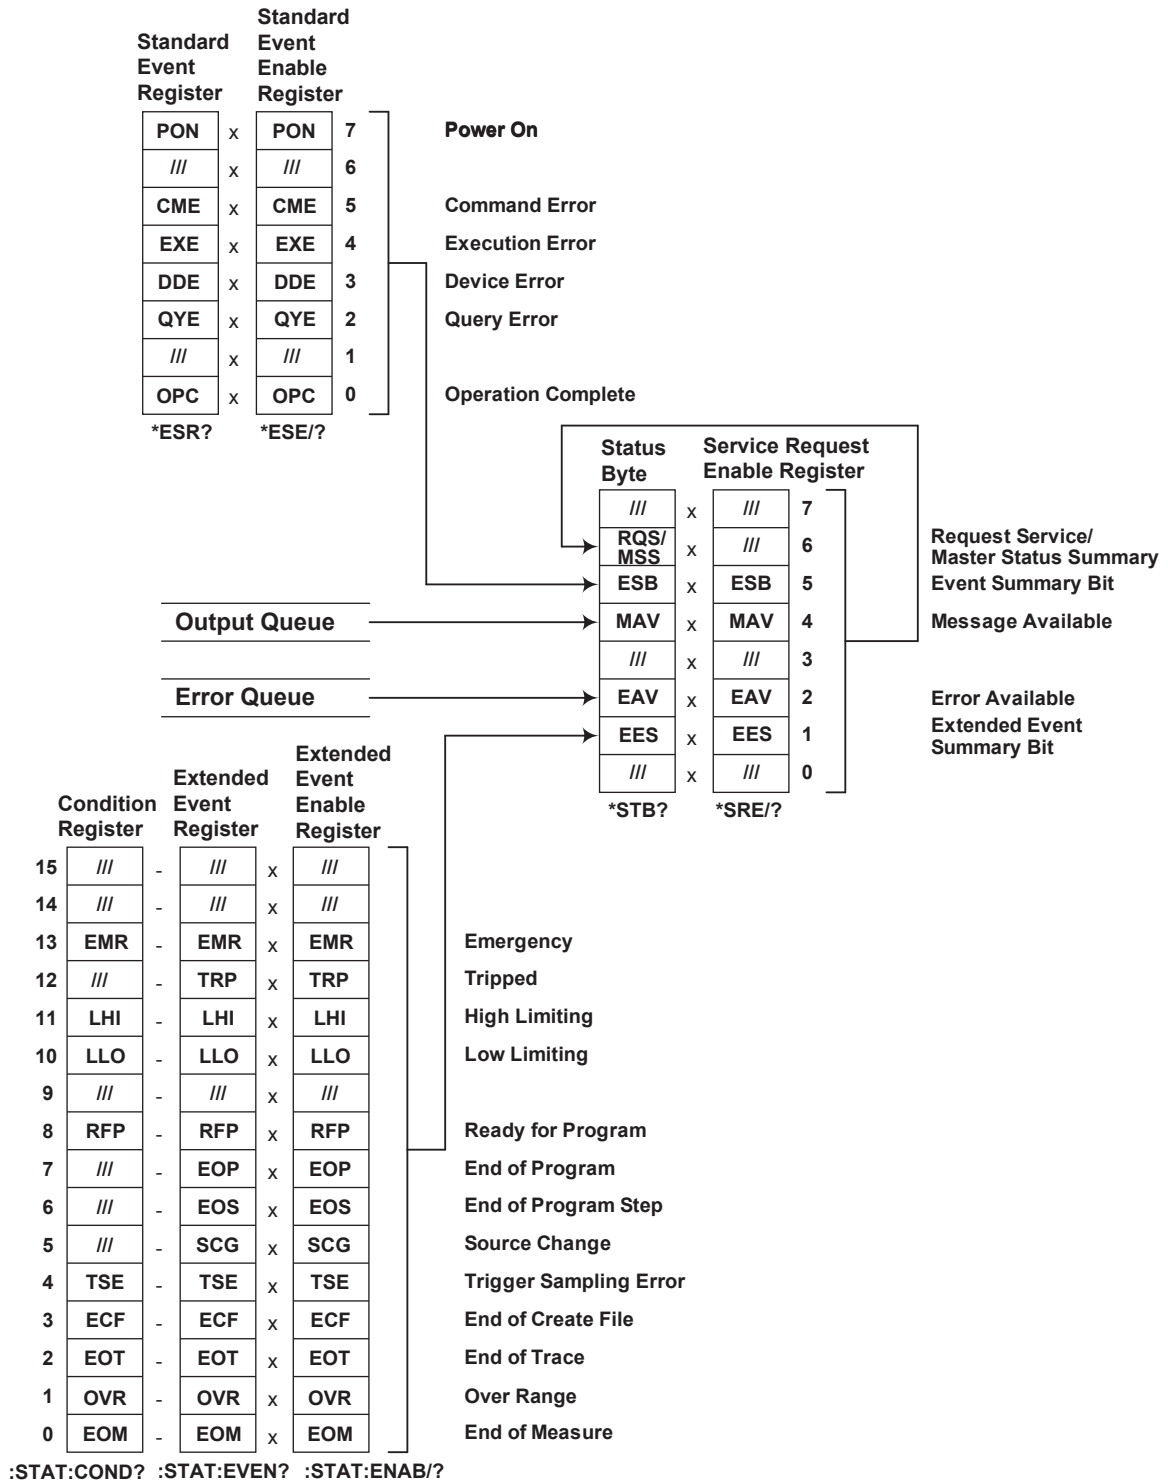 Standard
Event
Register
Standard
Event
Enable
Register
PON x PON 7 Power On
/// x /// 6
CME x CME 5 Command Error
EXE x EXE 4 Execution Error
DDE x DDE 3 Device Error
QYE x QYE 2 Query Error
/// x /// 1
OPC x OPC 0 Operation Complete
*ESR? *ESE/?
Status
Byte
Service Request
Enable Register
/// x /// 7
RQS/
MSS x /// 6 Request Service/
Master Status Summary
ESB x ESB 5 Event Summary Bit
Output Queue MAV x MAV 4 Message Available
/// x /// 3
Error Queue EAV x EAV 2 Error Available
EES x EES 1 Extended Event
Summary Bit
/// x /// 0
*STB? *SRE/?
Condition
Register
Extended
Event
Register
Extended
Event
Enable
Register
15 /// - /// x ///
14 /// - /// x ///
13 EMR - EMR x EMR Emergency
12 /// - TRP x TRP Tripped
11 LHI - LHI x LHI High Limiting
10 LLO - LLO x LLO Low Limiting
9 /// - /// x ///
8 RFP - RFP x RFP Ready for Program
7 /// - EOP x EOP End of Program
6 /// - EOS x EOS End of Program Step
5 /// - SCG x SCG Source Change
4 TSE - TSE x TSE Trigger Sampling Error
3 ECF - ECF x ECF End of Create File
2 EOT - EOT x EOT End of Trace
1 OVR - OVR x OVR Over Range
0 EOM - EOM x EOM End of Measure
:STAT:COND? :STAT:EVEN? :STAT:ENAB/?